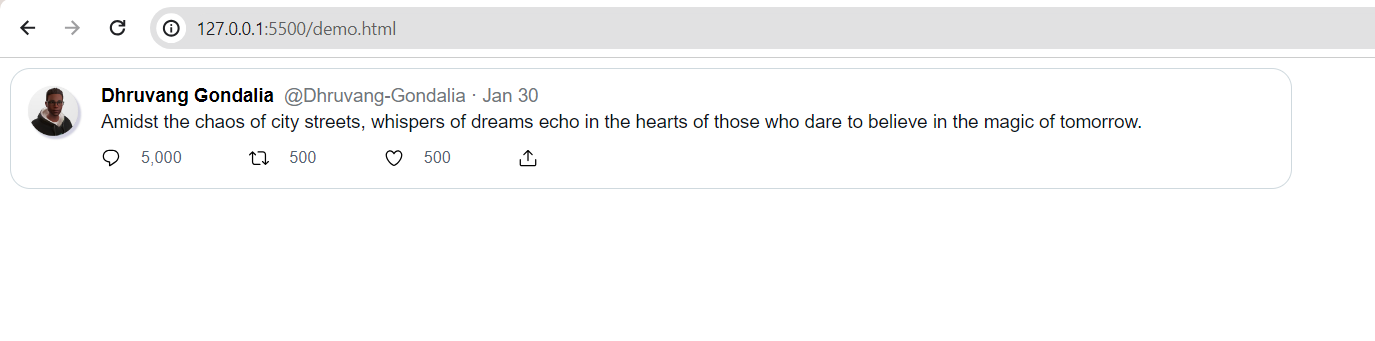 127.0.0.1:5500/demo.html
Dhruvang Gondalia @Dhruvang-Gondalia · Jan 30
Amidst the chaos of city streets, whispers of dreams echo in the hearts of those who dare to believe in the magic of tomorrow.
5,000 500 500